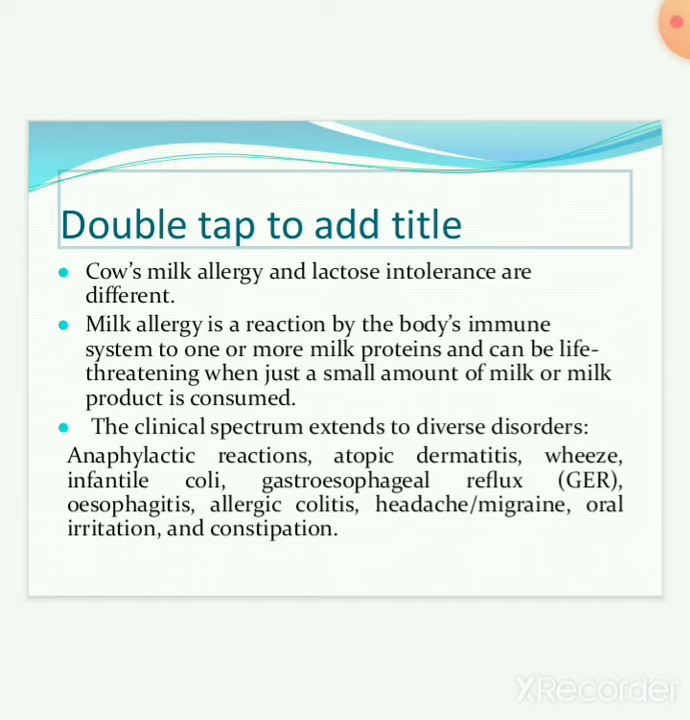 Double tap to add title
Cow’s milk allergy and lactose intolerance are
different.
Milk allergy is a reaction by the body’s immune
system to one or more milk proteins and can be life-
threatening when just a small amount of milk or milk
product is consumed.
The clinical spectrum extends to diverse disorders:
Anaphylactic reactions, atopic dermatitis, wheeze,
infantile coli, gastroesophageal reflux (GER),
oesophagitis, allergic colitis, headache/migraine, oral
irritation, and constipation.
XRecorder